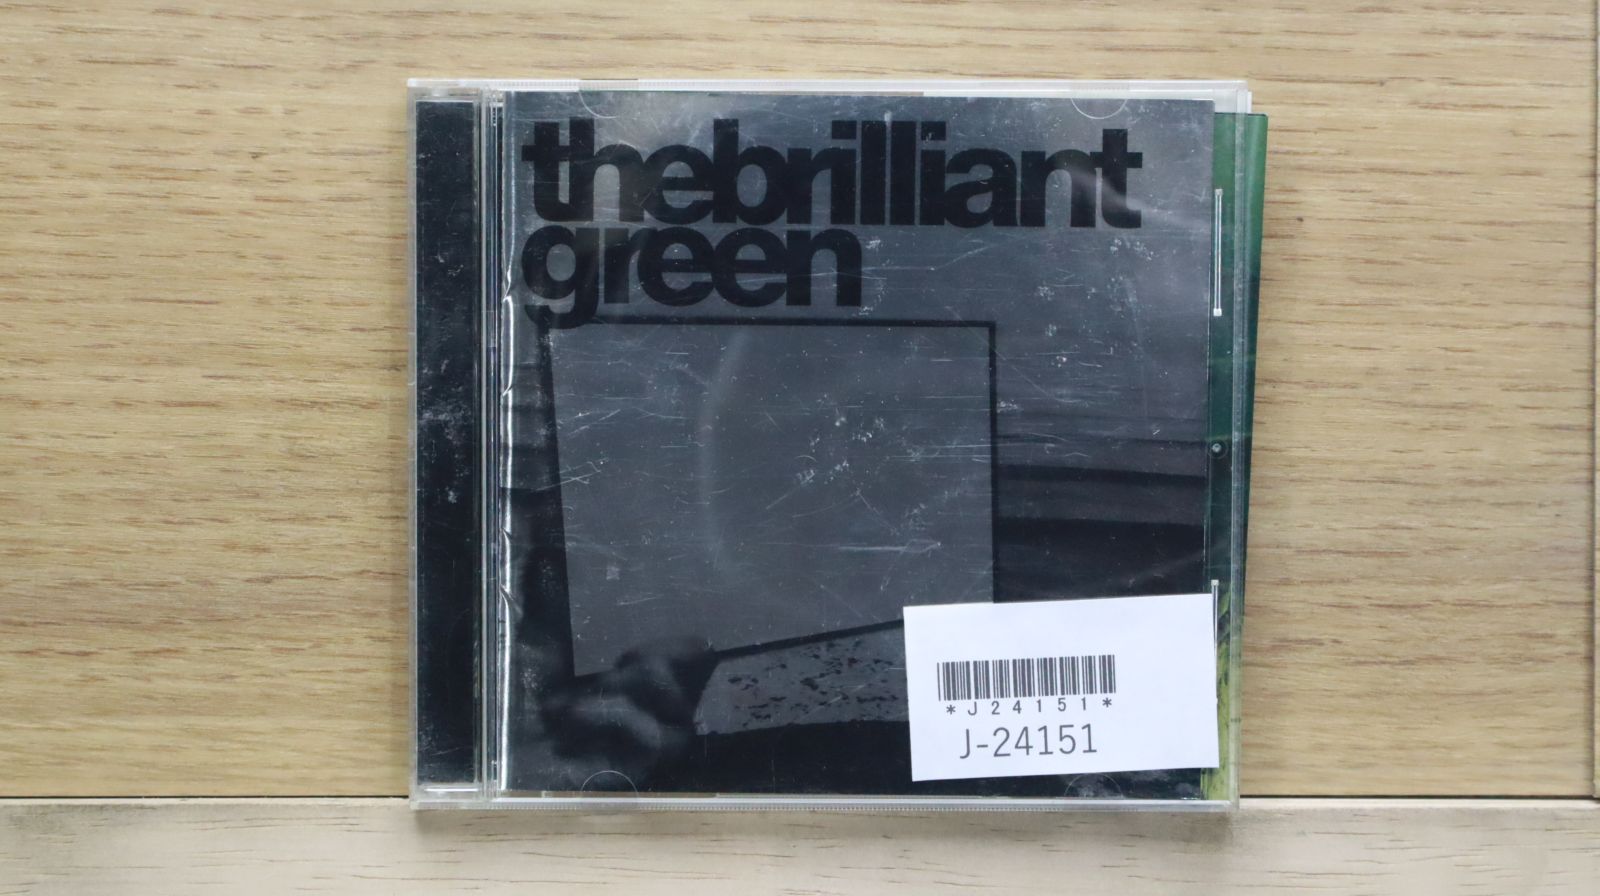 thebrilliant
green
*J24151*
J-24151